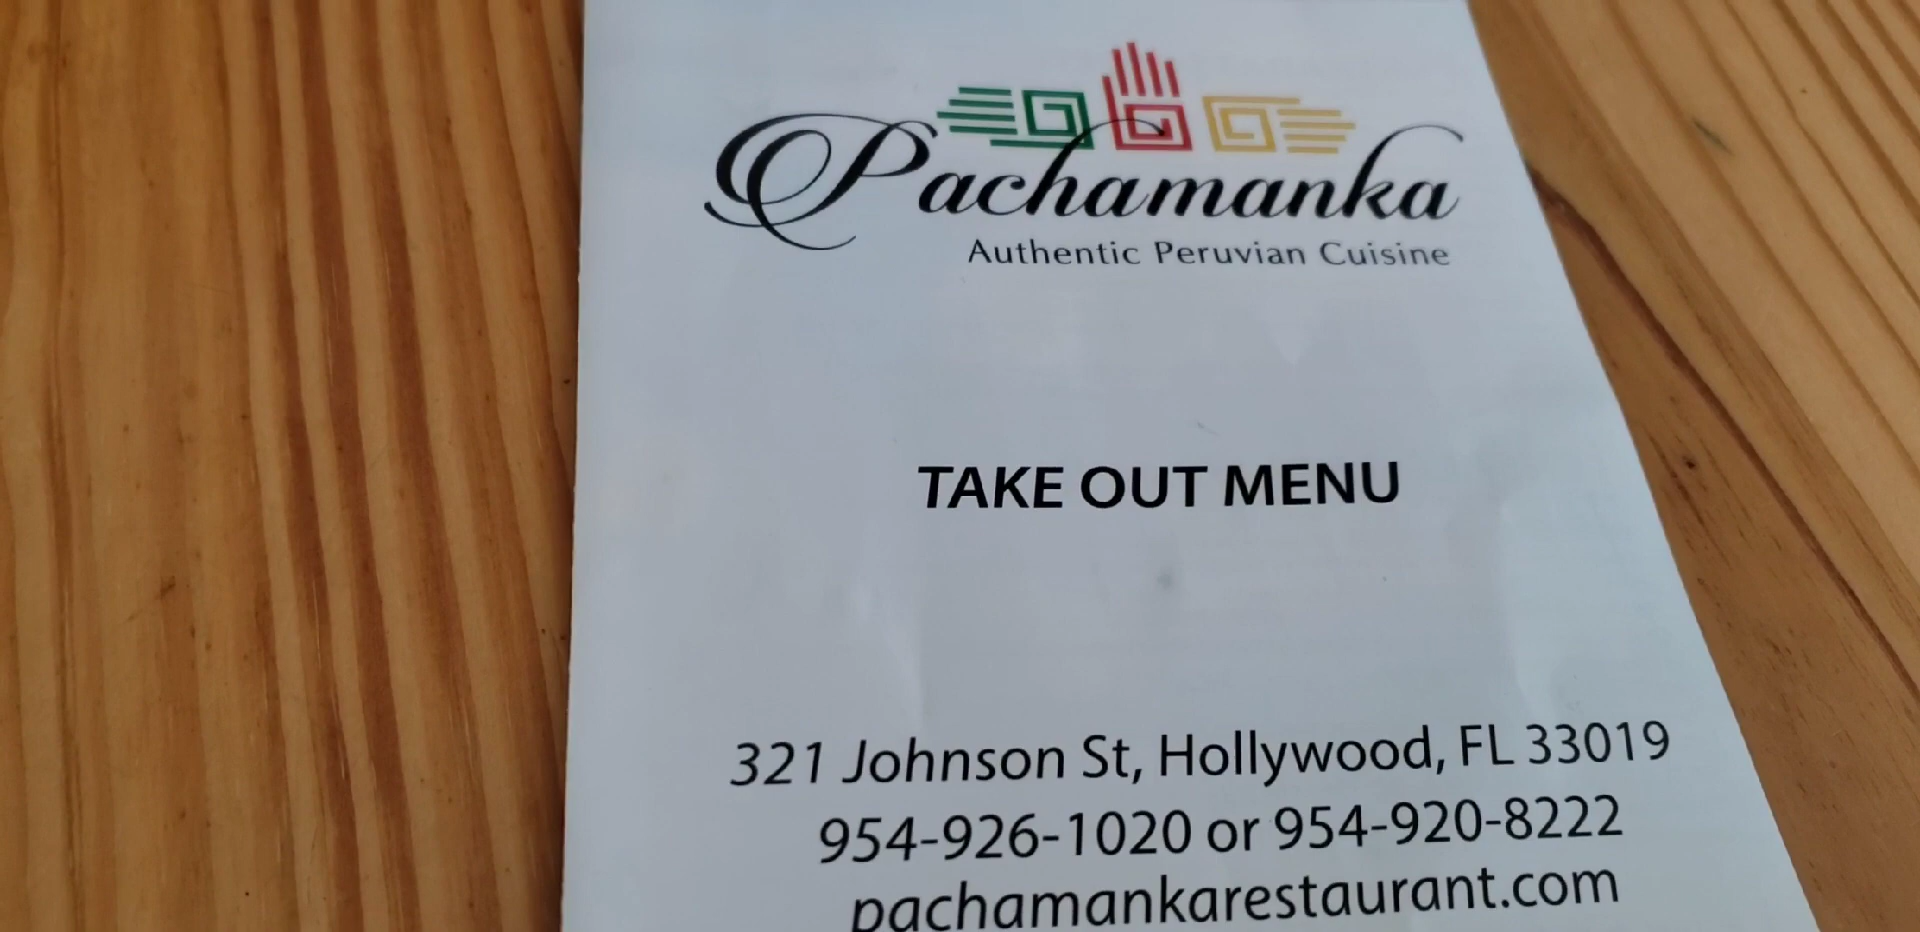 Pachamanka
Authentic Peruvian Cuisine
TAKE OUT MENU
321 Johnson St, Hollywood, FL 33019
954-926-1020 or 954-920-8222
pachamankarestaurant.com